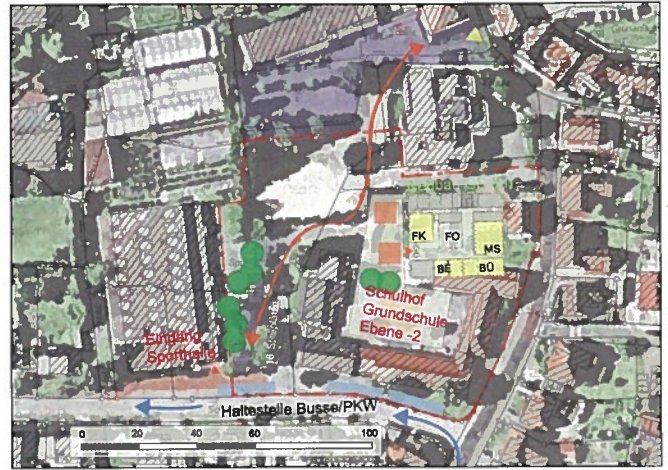 FK
FO
MS
BE
BÜ
Schulhof
Grundschule
Ebene -2
Eingang
Sporthalle
Haltestelle Busse/PKW
0 20 40 60 100